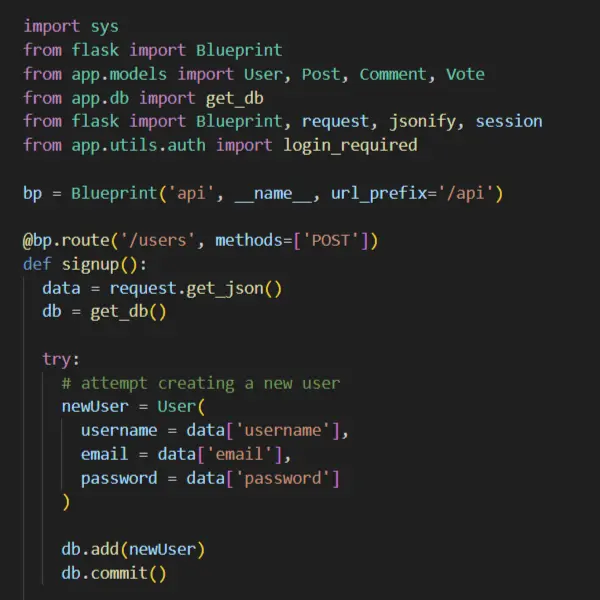 import sys
from flask import Blueprint
from app.models import User, Post, Comment, Vote
from app.db import get_db
from flask import Blueprint, request, jsonify, session
from app.utils.auth import login_required
bp = Blueprint('api', __name__, url_prefix='/api')
@bp.route('/users', methods=['POST'])
def signup():
data = request.get_json()
db = get_db()
try:
# attempt creating a new user
newUser = User(
username = data['username'],
email = data['email'],
password = data['password']
)
db.add(newUser)
db.commit()